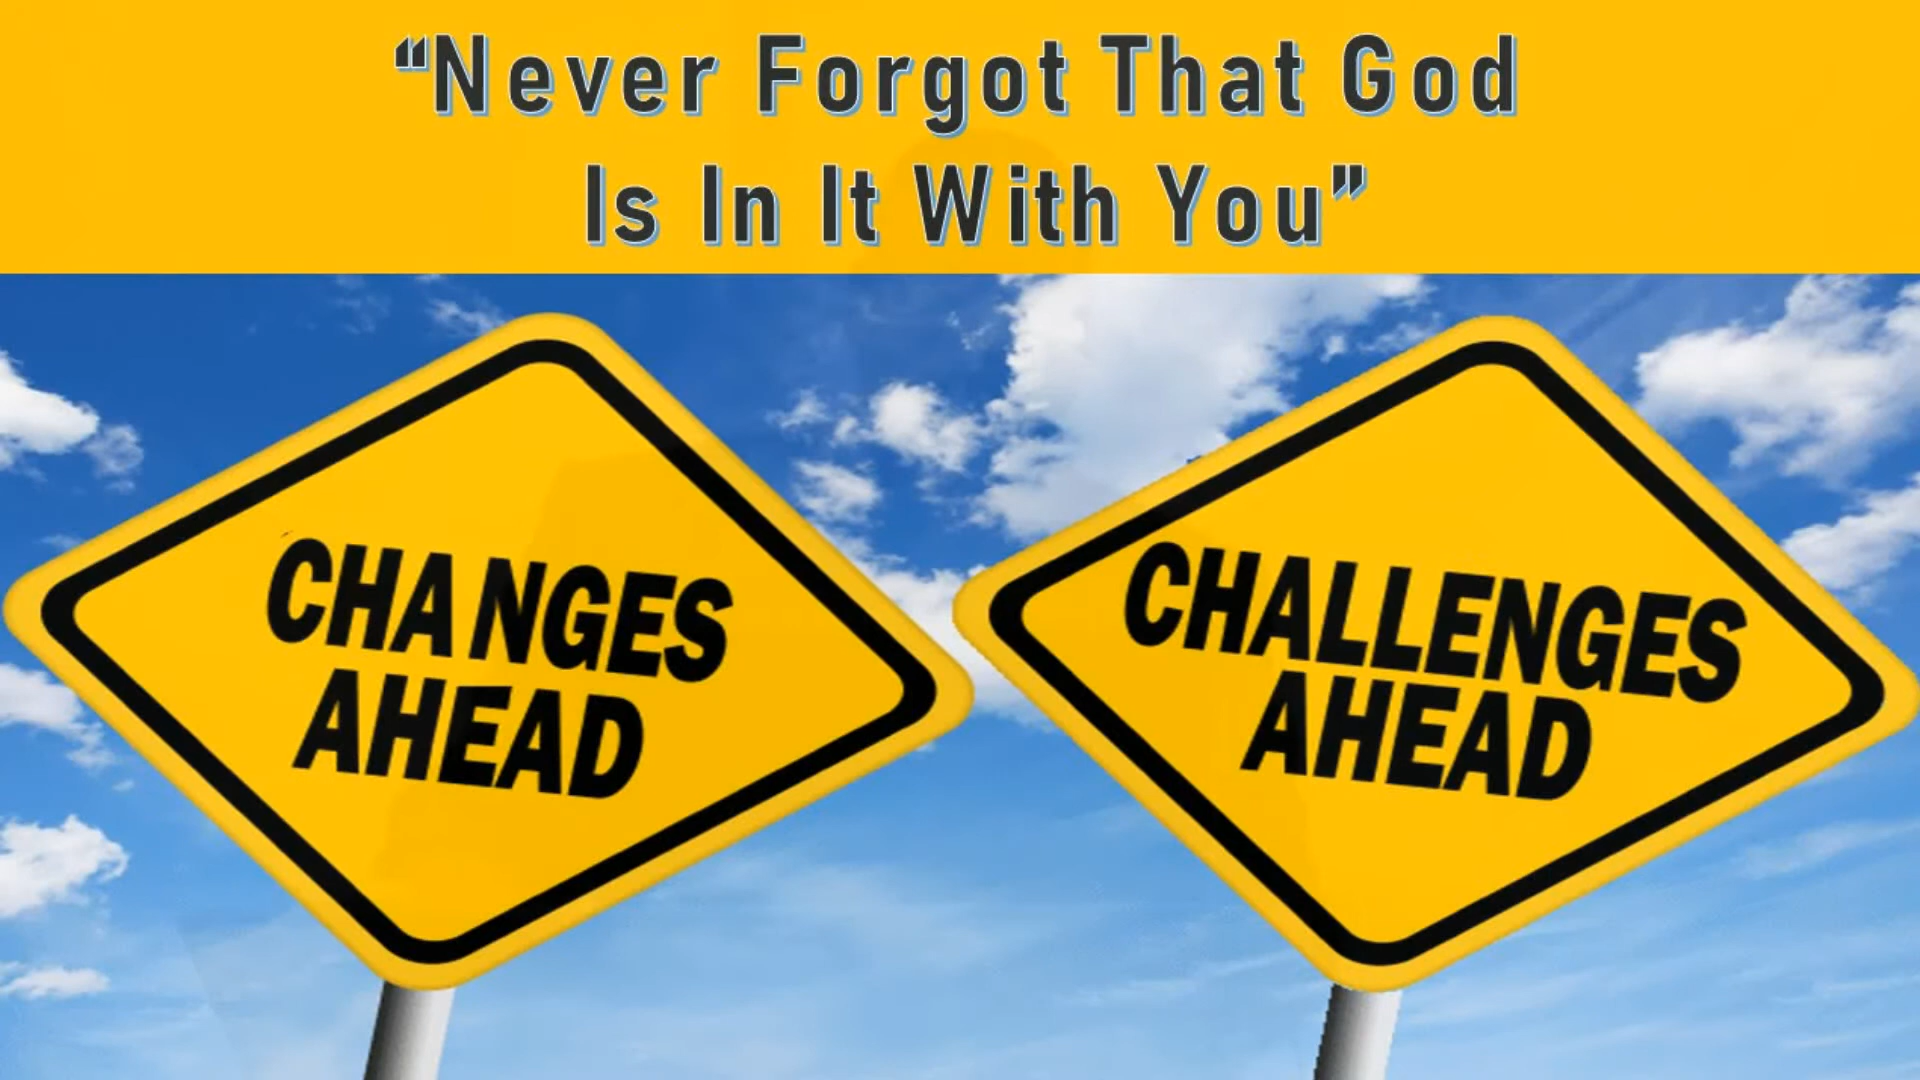 “Never Forgot That God
Is In It With You”
CHANGES
AHEAD
CHALLENGES
AHEAD